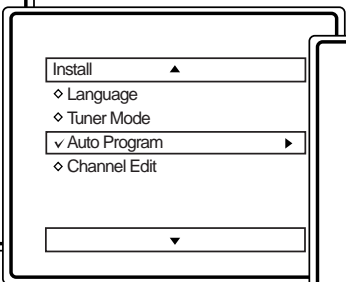 Install
Language
Tuner Mode
Auto Program
Channel Edit